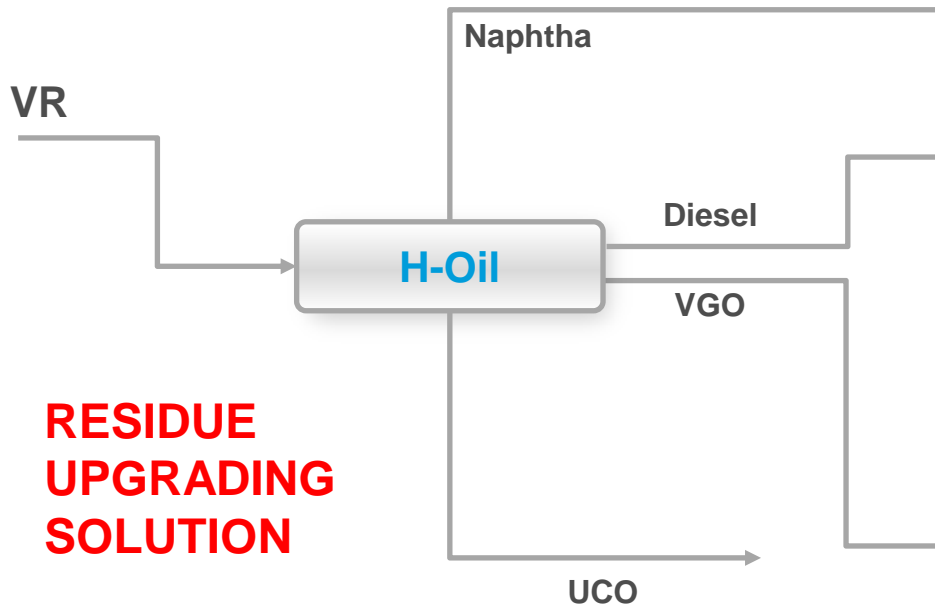 Naphtha
VR
Diesel
H-Oil
VGO
RESIDUE
UPGRADING
SOLUTION
UCO